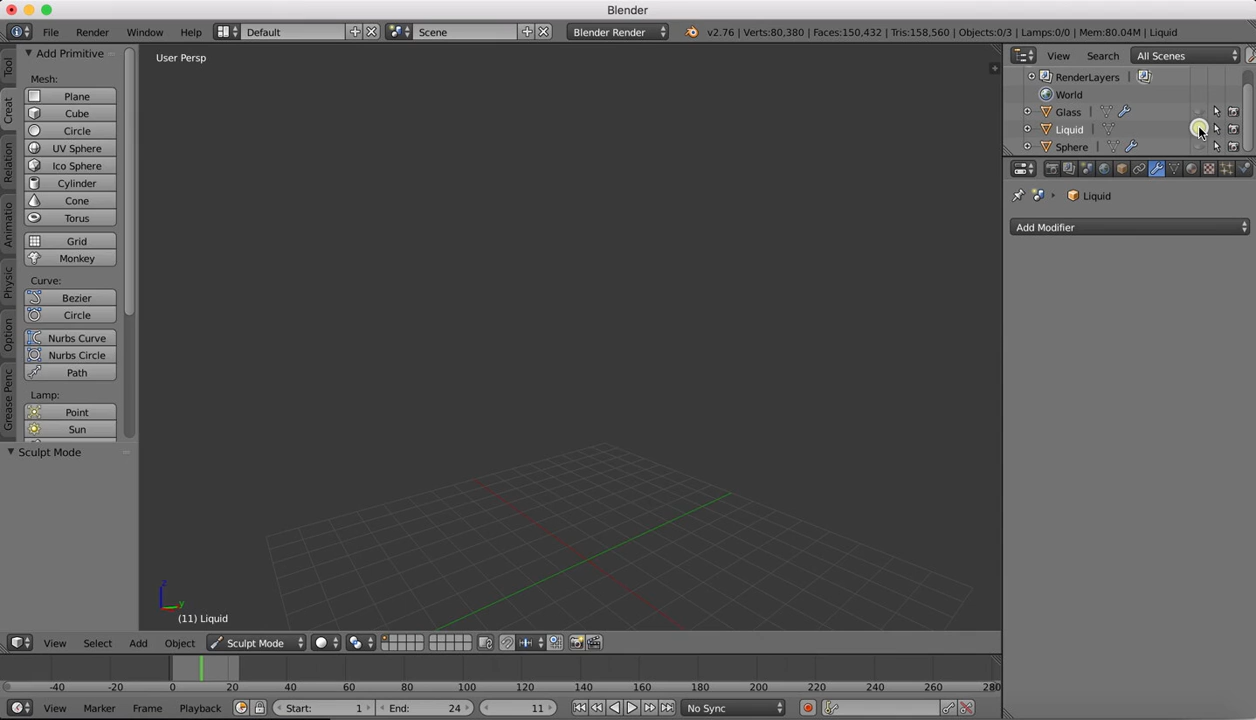 Blender
File Render Window Help Default Scene Blender Render v2.76 | Verts:80,380 | Faces:150,432 | Tris:158,560 | Objects:0/3 | Lamps:0/0 | Mem:80.04M | Liquid
Add Primitive
Mesh:
Plane
Cube
Circle
UV Sphere
Ico Sphere
Cylinder
Cone
Torus
Grid
Monkey
Curve:
Bezier
Circle
Nurbs Curve
Nurbs Circle
Path
Lamp:
Point
Sun
Sculpt Mode
Tool
Creat
Relation
Animatio
Physic
Option
Grease Penc
User Persp
z
y
(11) Liquid
View Search All Scenes
RenderLayers
World
Glass
Liquid
Sphere
Liquid
Add Modifier
View Select Add Object Sculpt Mode
-40 -20 0 20 40 60 80 100 120 140 160 180 200 220 240 260 280
View Marker Frame Playback Start: 1 End: 24 11 No Sync